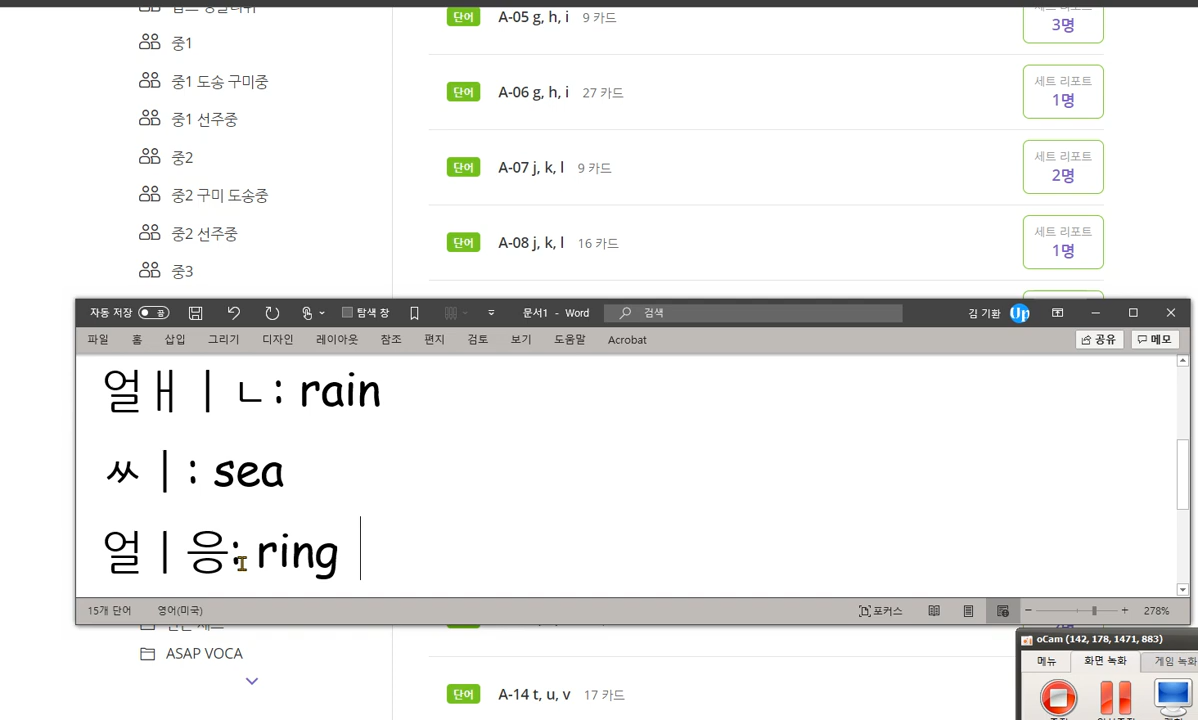 단어 A-05 g, h, i 9 카드
3명
중1
중1 도송 구미중
단어 A-06 g, h, i 27 카드
세트 리포트
1명
중1 선주중
중2
단어 A-07 j, k, l 9 카드
세트 리포트
2명
중2 구미 도송중
중2 선주중
단어 A-08 j, k, l 16 카드
세트 리포트
1명
중3
자동 저장 끔 탐색 창 문서1 - Word 검색 김 기환 Up
파일 홈 삽입 그리기 디자인 레이아웃 참조 편지 검토 보기 도움말 Acrobat 공유 메모
얼ㅐㅣㄴ: rain
ㅆㅣ: sea
얼ㅣ응: ring
15개 단어 영어(미국) 포커스 278%
ASAP VOCA
단어 A-14 t, u, v 17 카드
oCam (142, 178, 1471, 883)
메뉴 화면 녹화 게임 녹화